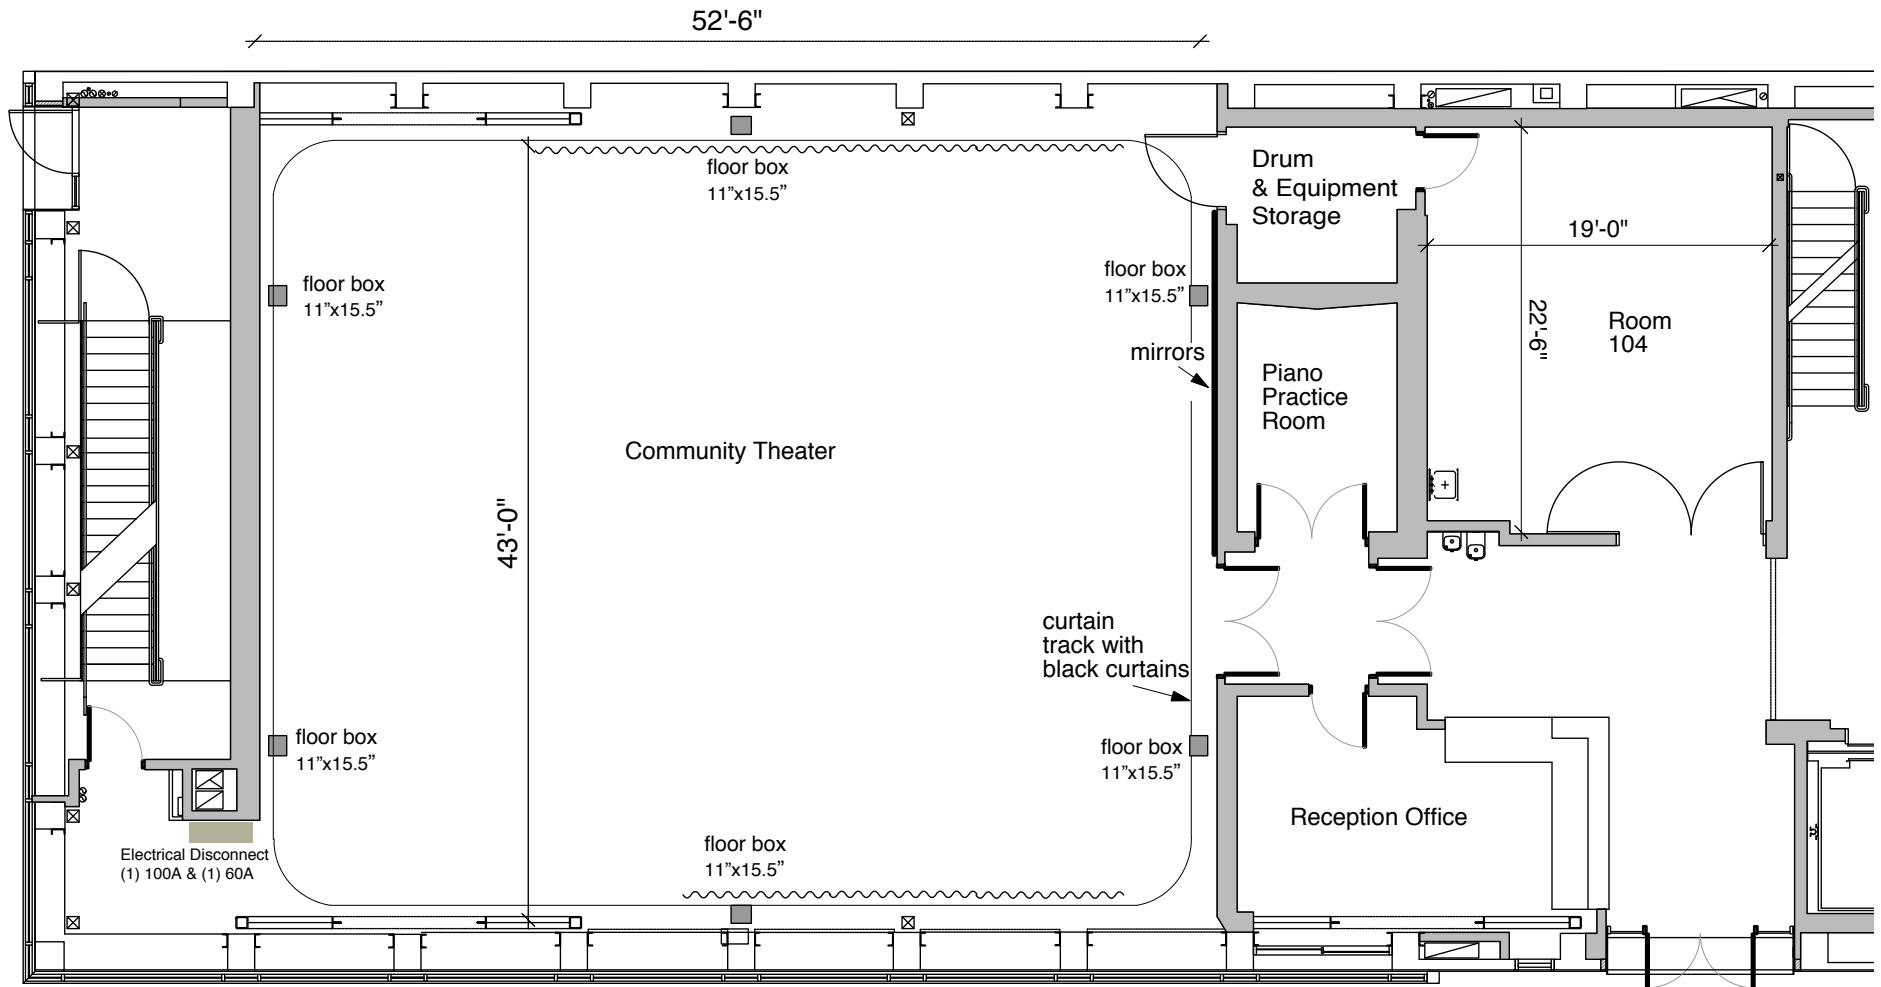 52'-6"
floor box
11”x15.5”
Drum
& Equipment
Storage
19'-0"
floor box
11”x15.5”
floor box
11”x15.5”
22'-6"
Room
104
mirrors
Piano
Practice
Room
Community Theater
43'-0"
curtain
track with
black curtains
floor box
11”x15.5”
floor box
11”x15.5”
Reception Office
floor box
11”x15.5”
Electrical Disconnect
(1) 100A & (1) 60A